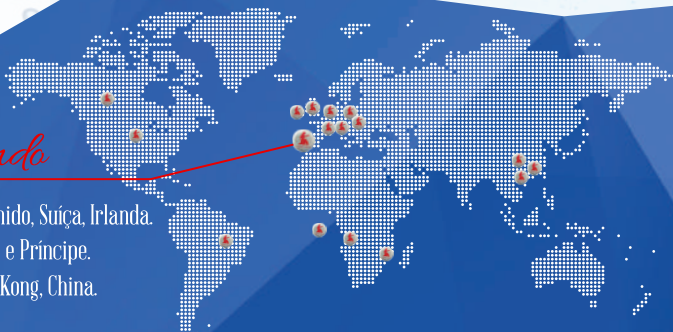 ndo
nido, Suíça, Irlanda.
e Príncipe.
Kong, China.